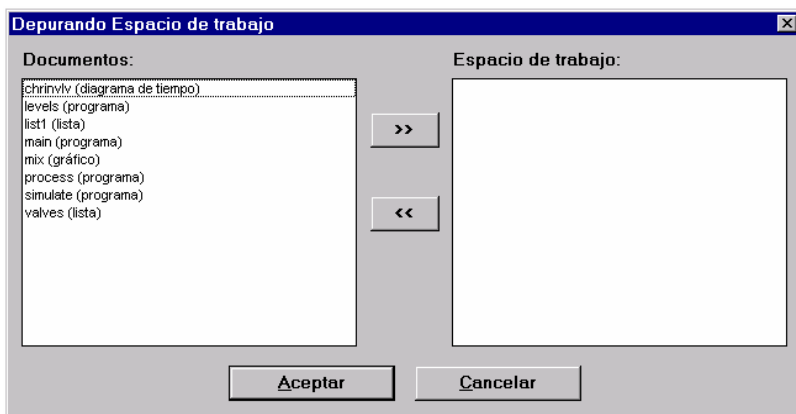 Depurando Espacio de trabajo
Documentos:
Espacio de trabajo:
chrinvlv (diagrama de tiempo)
levels (programa)
list1 (lista)
main (programa)
mix (gráfico)
process (programa)
simulate (programa)
valves (lista)
>>
<<
Aceptar
Cancelar